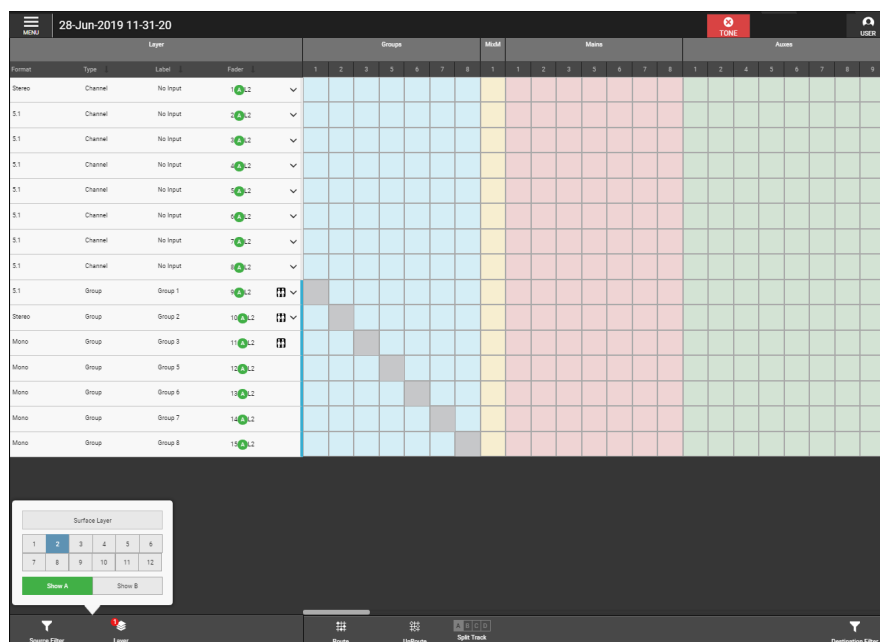 28-Jun-2019 11-31-20
MENU
TONE
USER
Layer Groups MixM Mains Auxes
Format Type Label Fader 1 2 3 5 6 7 8 1 1 2 3 5 6 7 8 1 2 4 5 6 7 8 9
Stereo Channel No Input 1 A L2
5.1 Channel No Input 2 A L2
5.1 Channel No Input 3 A L2
5.1 Channel No Input 4 A L2
5.1 Channel No Input 5 A L2
5.1 Channel No Input 6 A L2
5.1 Channel No Input 7 A L2
5.1 Channel No Input 8 A L2
5.1 Group Group 1 9 A L2
Stereo Group Group 2 10 A L2
Mono Group Group 3 11 A L2
Mono Group Group 5 12 A L2
Mono Group Group 6 13 A L2
Mono Group Group 7 14 A L2
Mono Group Group 8 15 A L2
Surface Layer
1 2 3 4 5 6
7 8 9 10 11 12
Show A Show B
1
A B C D
Source Filter Layer Route UnRoute Split Track Destination Filter